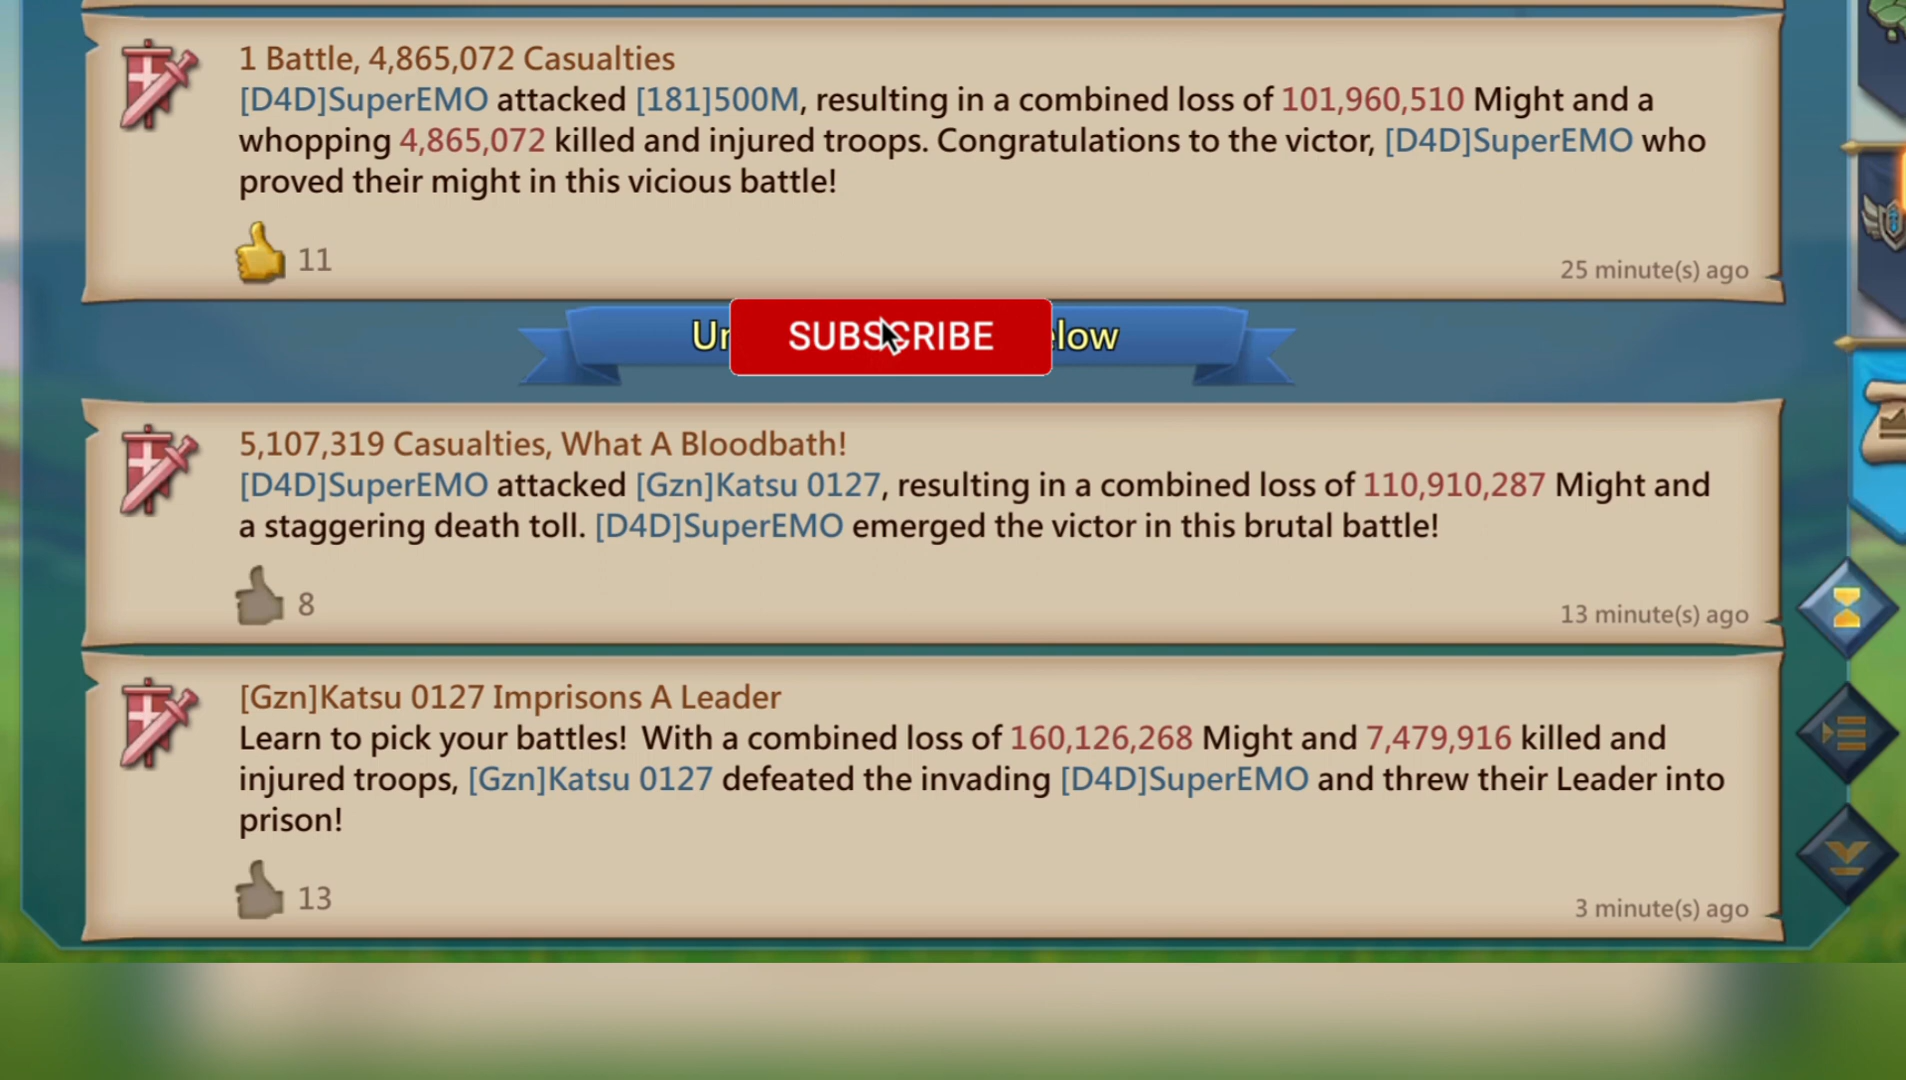 1 Battle, 4,865,072 Casualties
[D4D]SuperEMO attacked [181]500M, resulting in a combined loss of 101,960,510 Might and a
whopping 4,865,072 killed and injured troops. Congratulations to the victor, [D4D]SuperEMO who
proved their might in this vicious battle!
11
25 minute(s) ago
SUBSCRIBE
5,107,319 Casualties, What A Bloodbath!
[D4D]SuperEMO attacked [Gzn]Katsu 0127, resulting in a combined loss of 110,910,287 Might and
a staggering death toll. [D4D]SuperEMO emerged the victor in this brutal battle!
8
13 minute(s) ago
[Gzn]Katsu 0127 Imprisons A Leader
Learn to pick your battles! With a combined loss of 160,126,268 Might and 7,479,916 killed and
injured troops, [Gzn]Katsu 0127 defeated the invading [D4D]SuperEMO and threw their Leader into
prison!
13
3 minute(s) ago